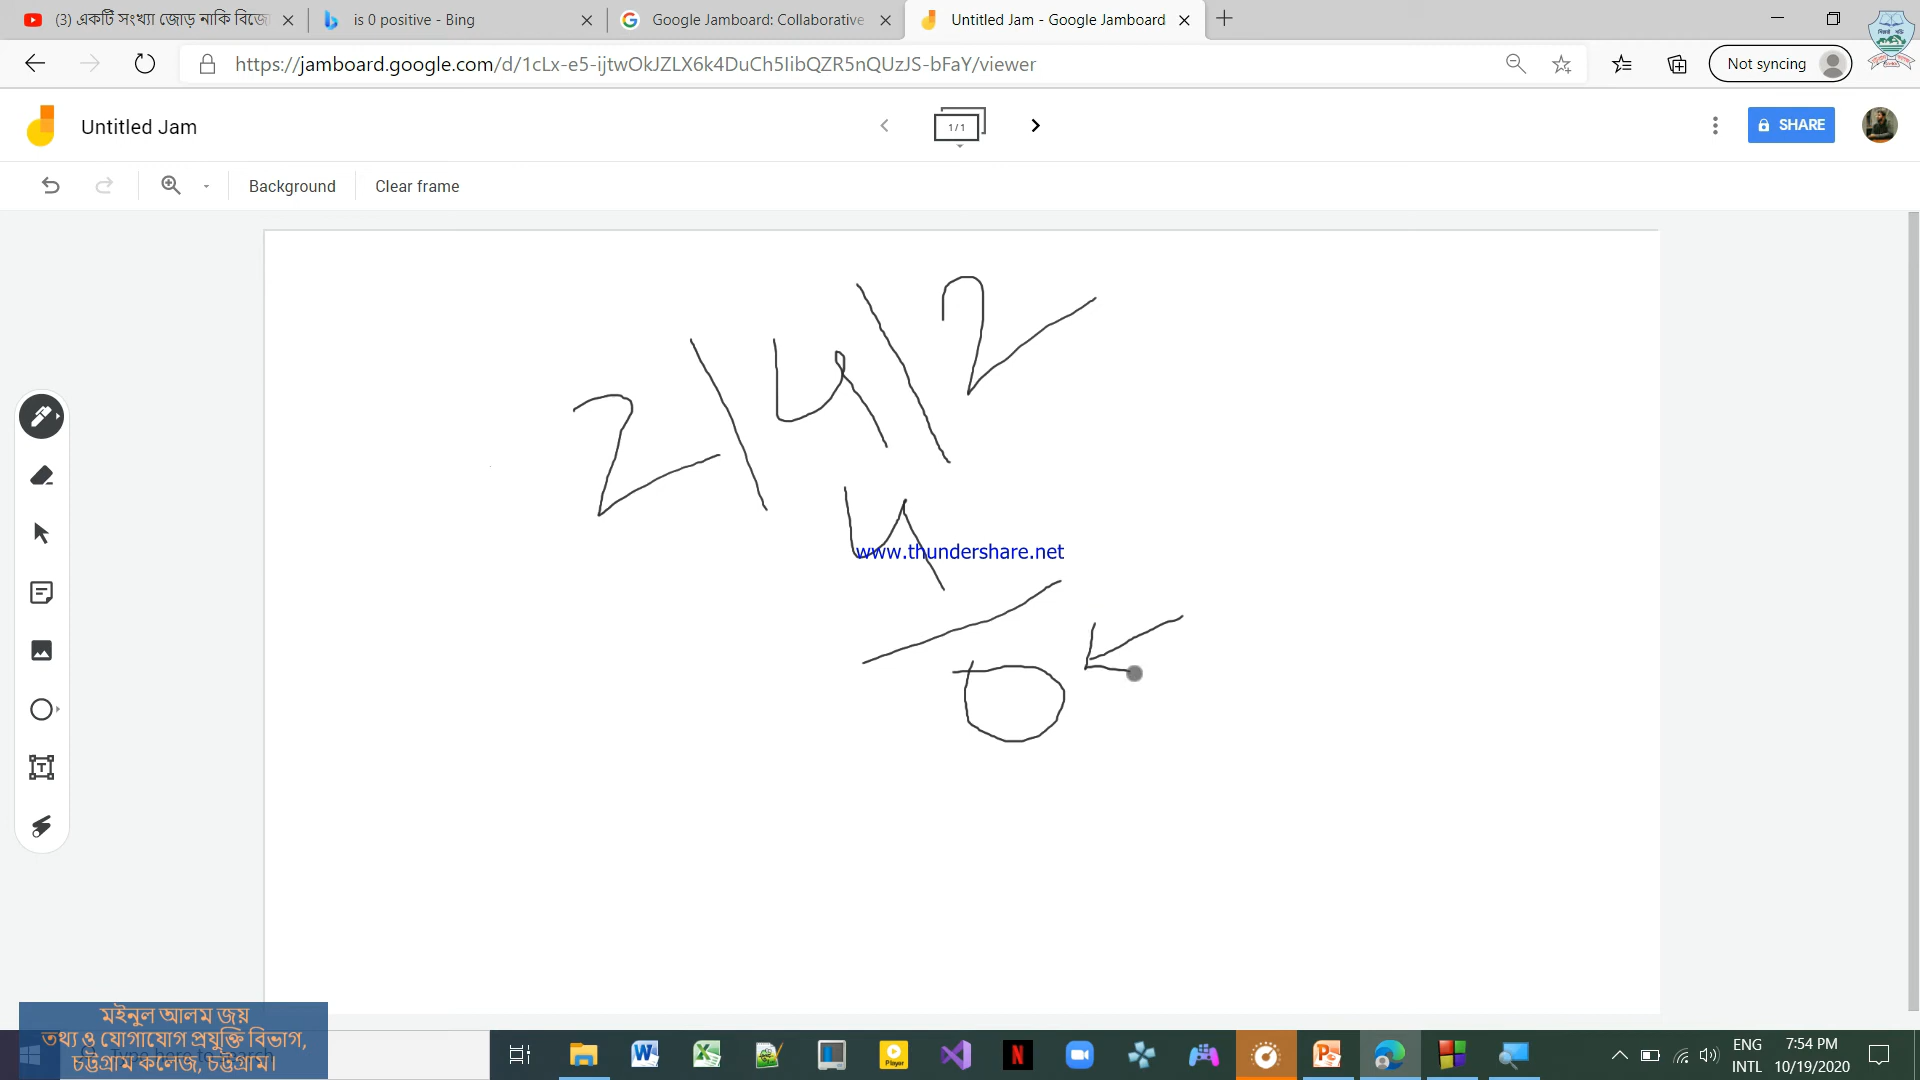 (3) একটি সংখ্যা জোড় নাকি বিজো
is 0 positive - Bing
Google Jamboard: Collaborative
Untitled Jam - Google Jamboard
https://jamboard.google.com/d/1cLx-e5-ijtwOkJZLX6k4DuCh5IibQZR5nQUzJS-bFaY/viewer
Not syncing
Untitled Jam
1/1
SHARE
Background
Clear frame
2 | 4 | 2
4
www.thundershare.net
0
মইনুল আলম জয়
তথ্য ও যোগাযোগ প্রযুক্তি বিভাগ,
চট্টগ্রাম কলেজ, চট্টগ্রাম।
ENG
INTL
7:54 PM
10/19/2020